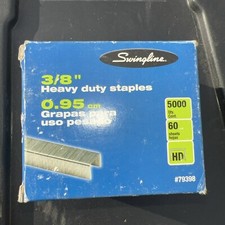 Swingline
3/8"
Heavy duty staples
0.95 cm
Grapas para
uso pesado
5000
60
HD
#79398